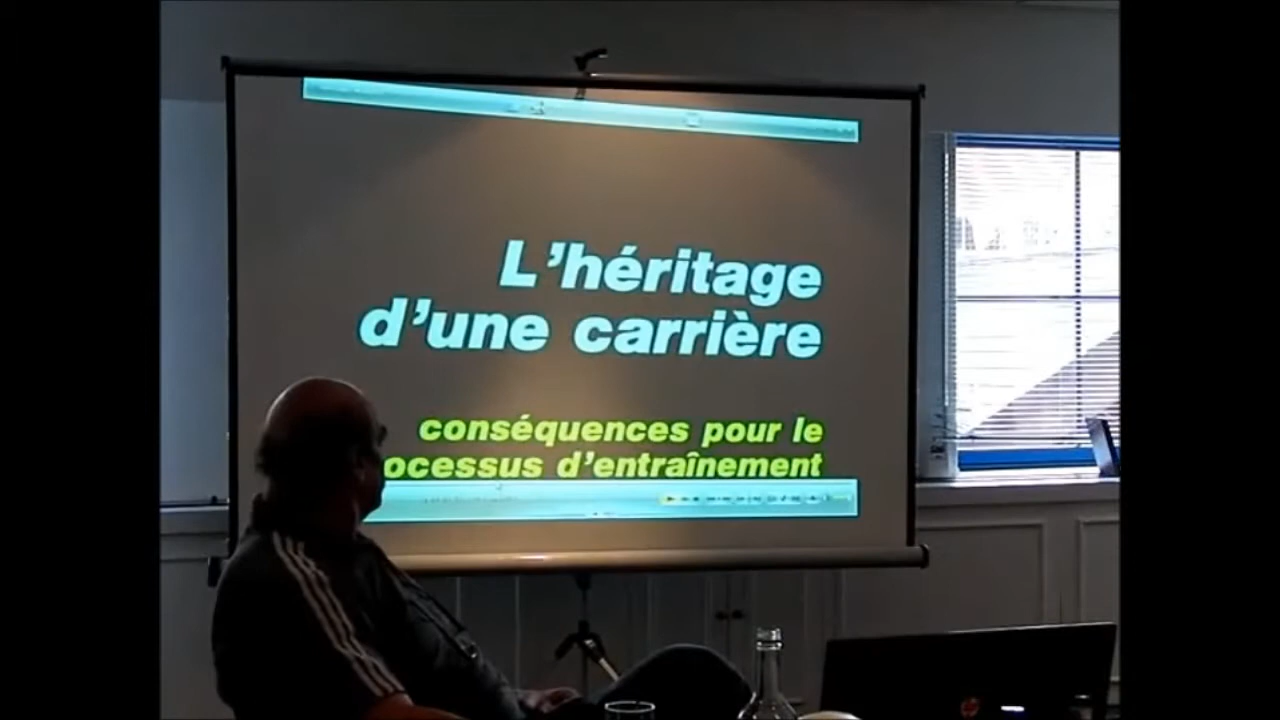 L'héritage
d'une carrière
conséquences pour le
ocessus d'entraînement